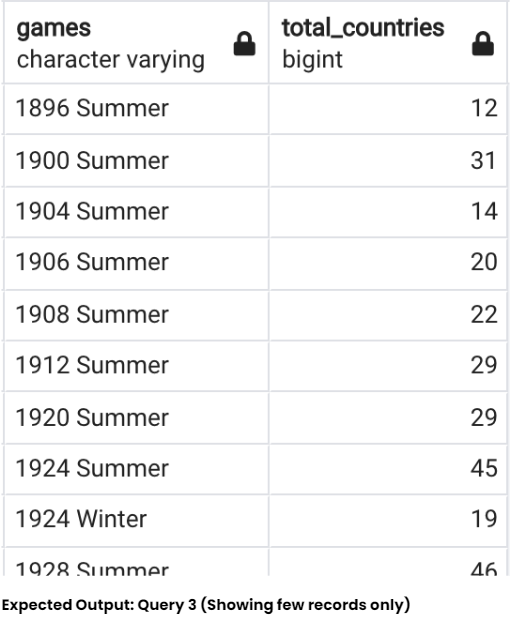 games total_countries
character varying bigint
1896 Summer 12
1900 Summer 31
1904 Summer 14
1906 Summer 20
1908 Summer 22
1912 Summer 29
1920 Summer 29
1924 Summer 45
1924 Winter 19
1928 Summer 46
Expected Output: Query 3 (Showing few records only)